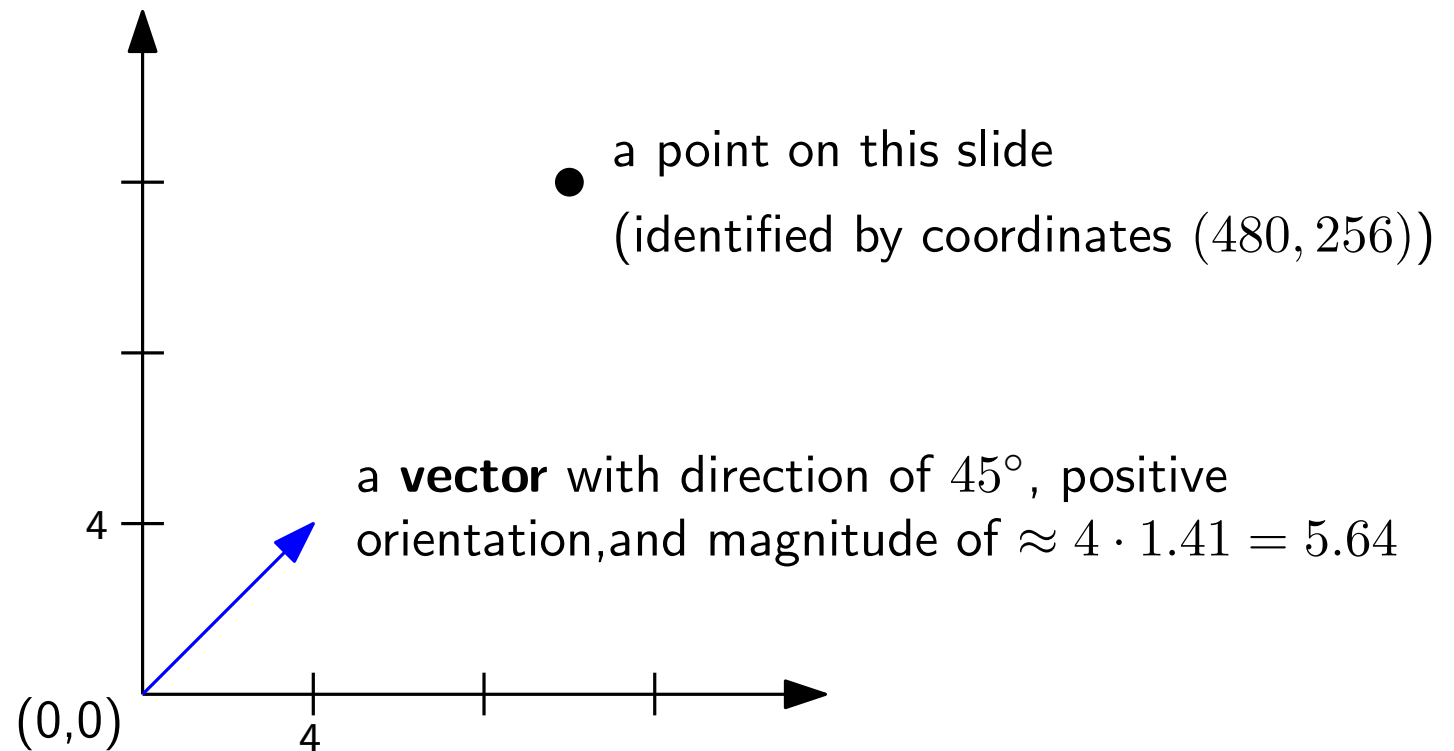 a point on this slide
(identified by coordinates (480, 256))
a vector with direction of 45°, positive
orientation,and magnitude of ≈ 4 · 1.41 = 5.64
4
(0,0)
4